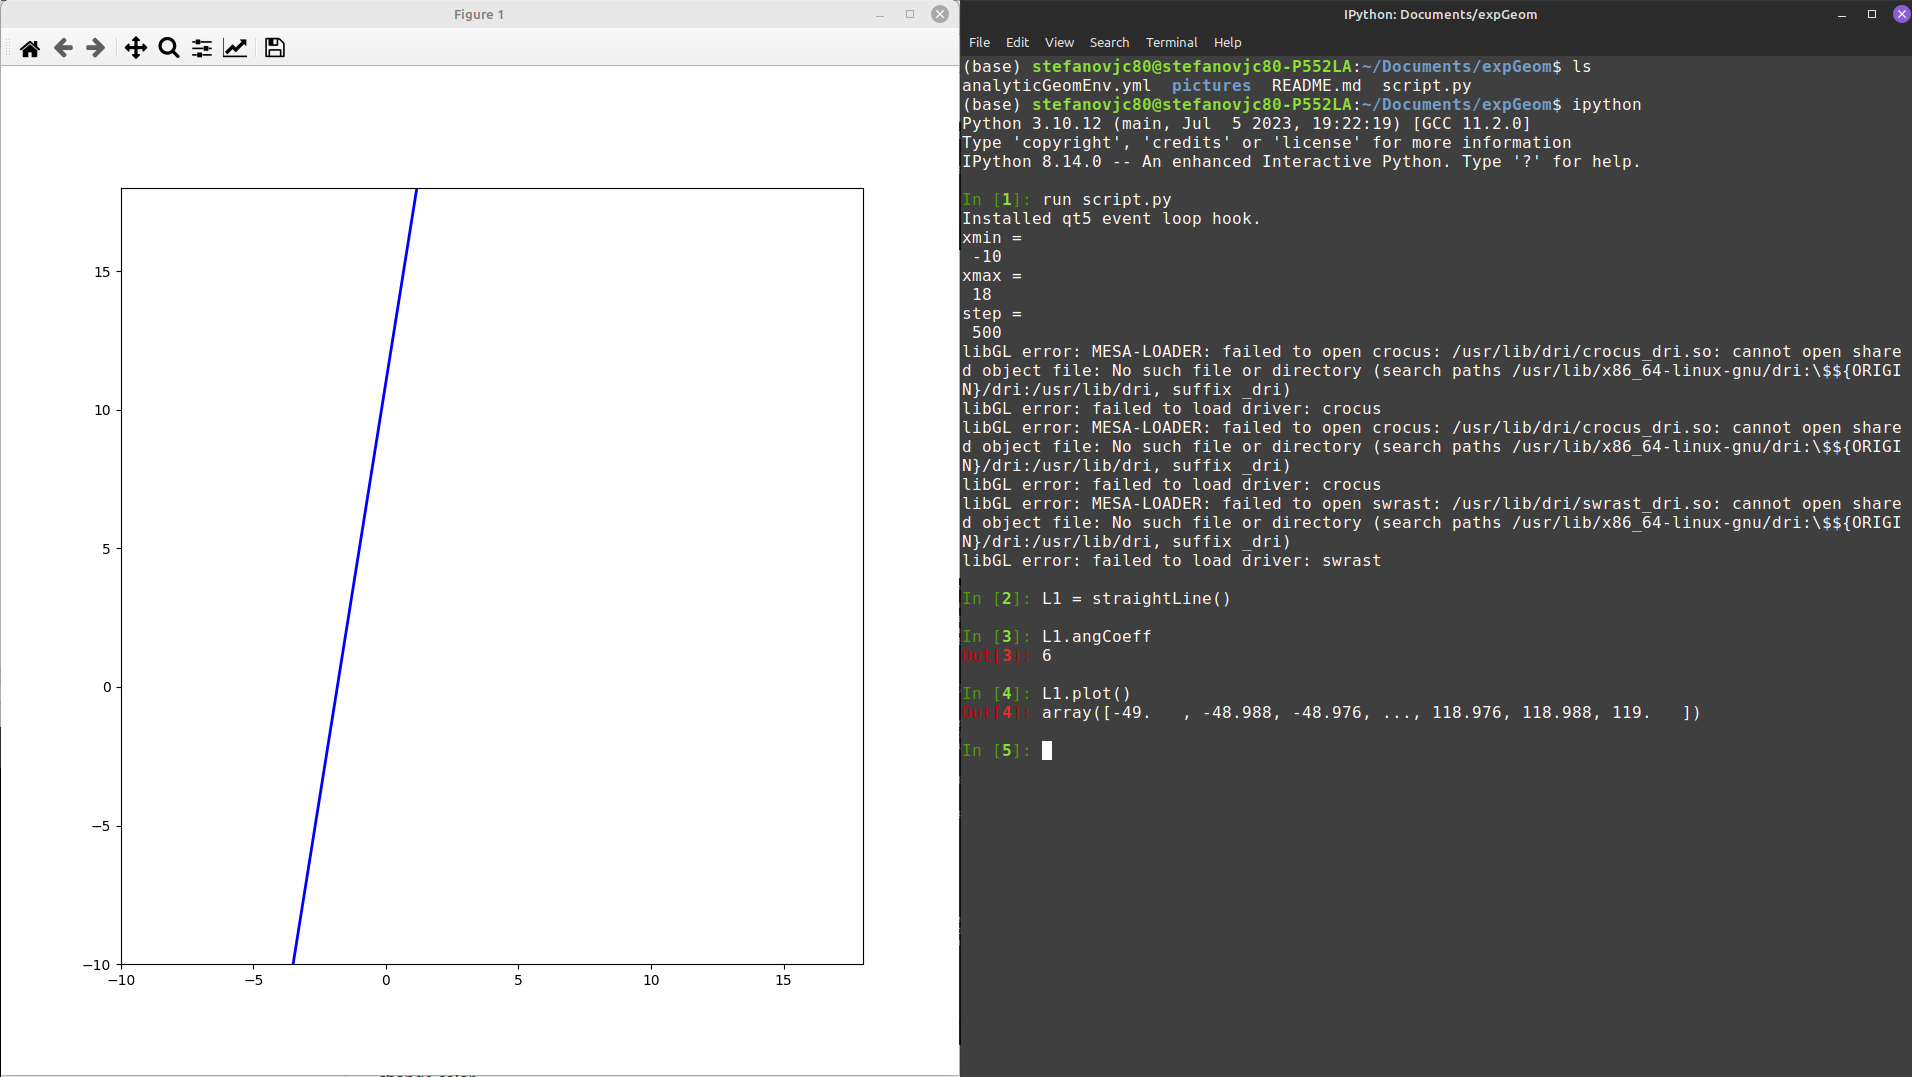 Figure 1
15
10
5
0
−5
−10
−10 −5 0 5 10 15
IPython: Documents/expGeom
File Edit View Search Terminal Help
(base) stefanovjc80@stefanovjc80-P552LA:~/Documents/expGeom$ ls
analyticGeomEnv.yml pictures README.md script.py
(base) stefanovjc80@stefanovjc80-P552LA:~/Documents/expGeom$ ipython
Python 3.10.12 (main, Jul  5 2023, 19:22:19) [GCC 11.2.0]
Type 'copyright', 'credits' or 'license' for more information
IPython 8.14.0 -- An enhanced Interactive Python. Type '?' for help.
In [1]: run script.py
Installed qt5 event loop hook.
xmin =
-10
xmax =
18
step =
500
libGL error: MESA-LOADER: failed to open crocus: /usr/lib/dri/crocus_dri.so: cannot open share
d object file: No such file or directory (search paths /usr/lib/x86_64-linux-gnu/dri:\$${ORIGI
N}/dri:/usr/lib/dri, suffix _dri)
libGL error: failed to load driver: crocus
libGL error: MESA-LOADER: failed to open crocus: /usr/lib/dri/crocus_dri.so: cannot open share
d object file: No such file or directory (search paths /usr/lib/x86_64-linux-gnu/dri:\$${ORIGI
N}/dri:/usr/lib/dri, suffix _dri)
libGL error: failed to load driver: crocus
libGL error: MESA-LOADER: failed to open swrast: /usr/lib/dri/swrast_dri.so: cannot open share
d object file: No such file or directory (search paths /usr/lib/x86_64-linux-gnu/dri:\$${ORIGI
N}/dri:/usr/lib/dri, suffix _dri)
libGL error: failed to load driver: swrast
In [2]: L1 = straightLine()
In [3]: L1.angCoeff
Out[3]: 6
In [4]: L1.plot()
Out[4]: array([-49.   , -48.988, -48.976, ..., 118.976, 118.988, 119.   ])
In [5]: